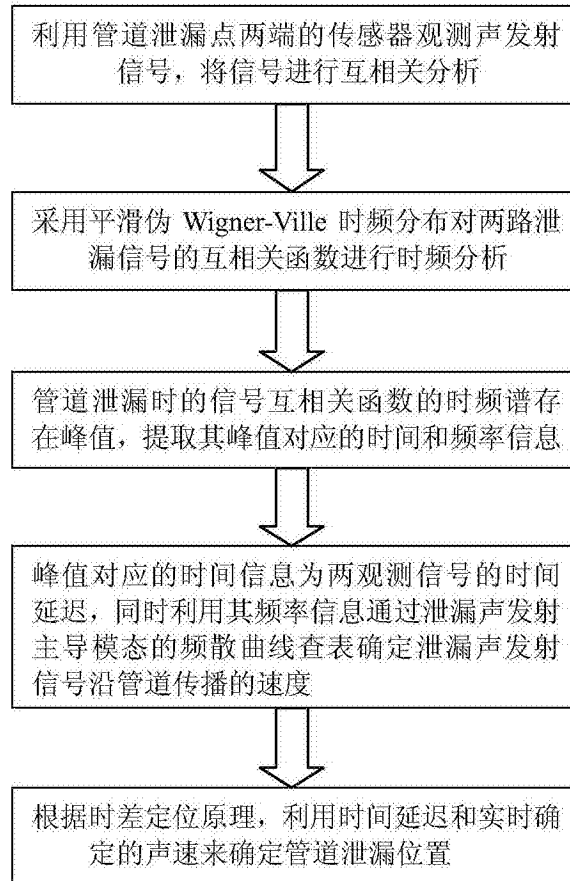 利用管道泄漏点两端的传感器观测声发射
信号，将信号进行互相关分析
采用平滑伪 Wigner-Ville 时频分布对两路泄
漏信号的互相关函数进行时频分析
管道泄漏时的信号互相关函数的时频谱存
在峰值，提取其峰值对应的时间和频率信息
峰值对应的时间信息为两观测信号的时间
延迟，同时利用其频率信息通过泄漏声发射
主导模态的频散曲线查表确定泄漏声发射
信号沿管道传播的速度
根据时差定位原理，利用时间延迟和实时确
定的声速来确定管道泄漏位置